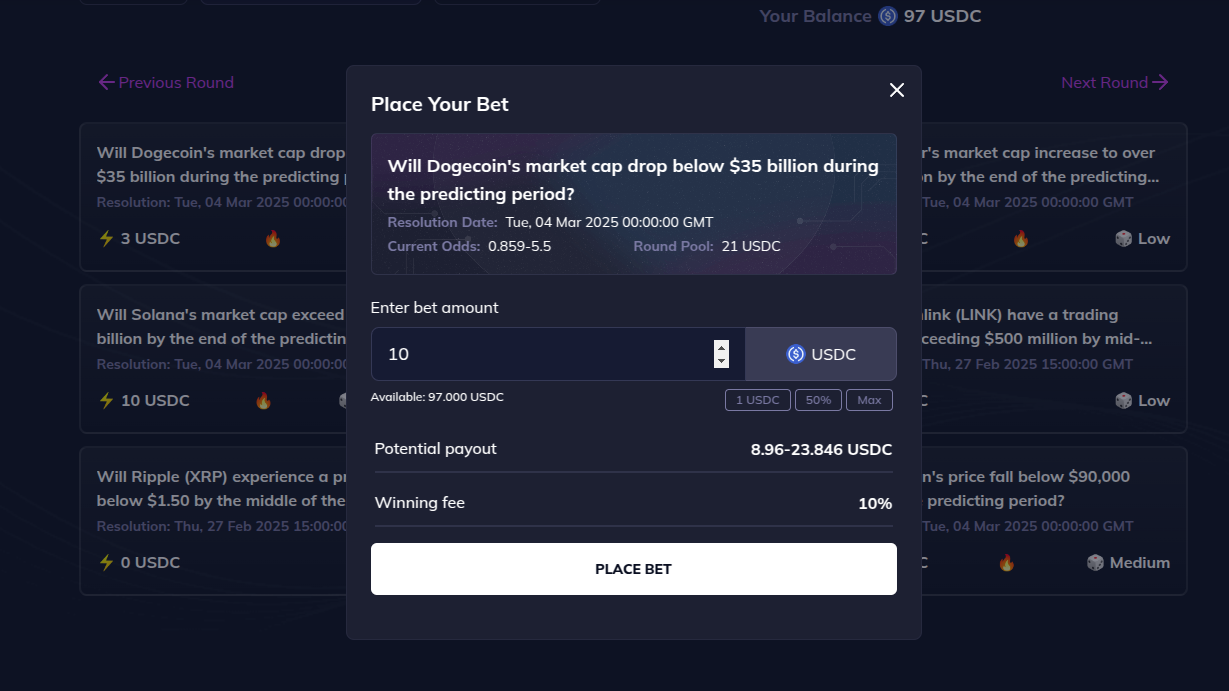 Your Balance 97 USDC
Previous Round
Next Round
Place Your Bet
Will Dogecoin's market cap drop below $35 billion during
the predicting period?
Resolution Date: Tue, 04 Mar 2025 00:00:00 GMT
Current Odds: 0.859-5.5
Round Pool: 21 USDC
Enter bet amount
10
USDC
Available: 97.000 USDC
1 USDC
50%
Max
Potential payout
8.96-23.846 USDC
Winning fee
10%
PLACE BET
Will Dogecoin's market cap drop
$35 billion during the predicting
Resolution: Tue, 04 Mar 2025 00:00:00
3 USDC
Will Solana's market cap exceed
billion by the end of the predictin
Resolution: Tue, 04 Mar 2025 00:00:00
10 USDC
Will Ripple (XRP) experience a pr
below $1.50 by the middle of the
Resolution: Thu, 27 Feb 2025 15:00:00
0 USDC
r's market cap increase to over
n by the end of the predicting...
Tue, 04 Mar 2025 00:00:00 GMT
C
Low
link (LINK) have a trading
ceeding $500 million by mid-...
Thu, 27 Feb 2025 15:00:00 GMT
C
Low
n's price fall below $90,000
predicting period?
Tue, 04 Mar 2025 00:00:00 GMT
C
Medium